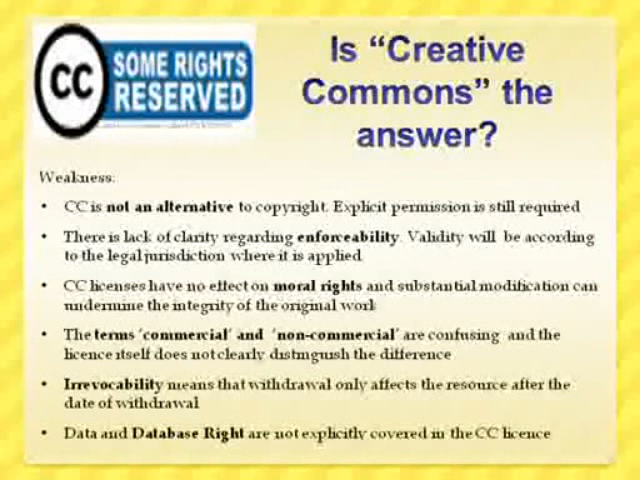 CC SOME RIGHTS
RESERVED
Is “Creative
Commons” the
answer?
Weakness:
• CC is not an alternative to copyright. Explicit permission is still required
• There is lack of clarity regarding enforceability. Validity will be according
to the legal jurisdiction where it is applied
• CC licenses have no effect on moral rights and substantial modification can
undermine the integrity of the original work
• The terms ‘commercial’ and ‘non-commercial’ are confusing and the
licence itself does not clearly distinguish the difference
• Irrevocability means that withdrawal only affects the resource after the
date of withdrawal
• Data and Database Right are not explicitly covered in the CC licence